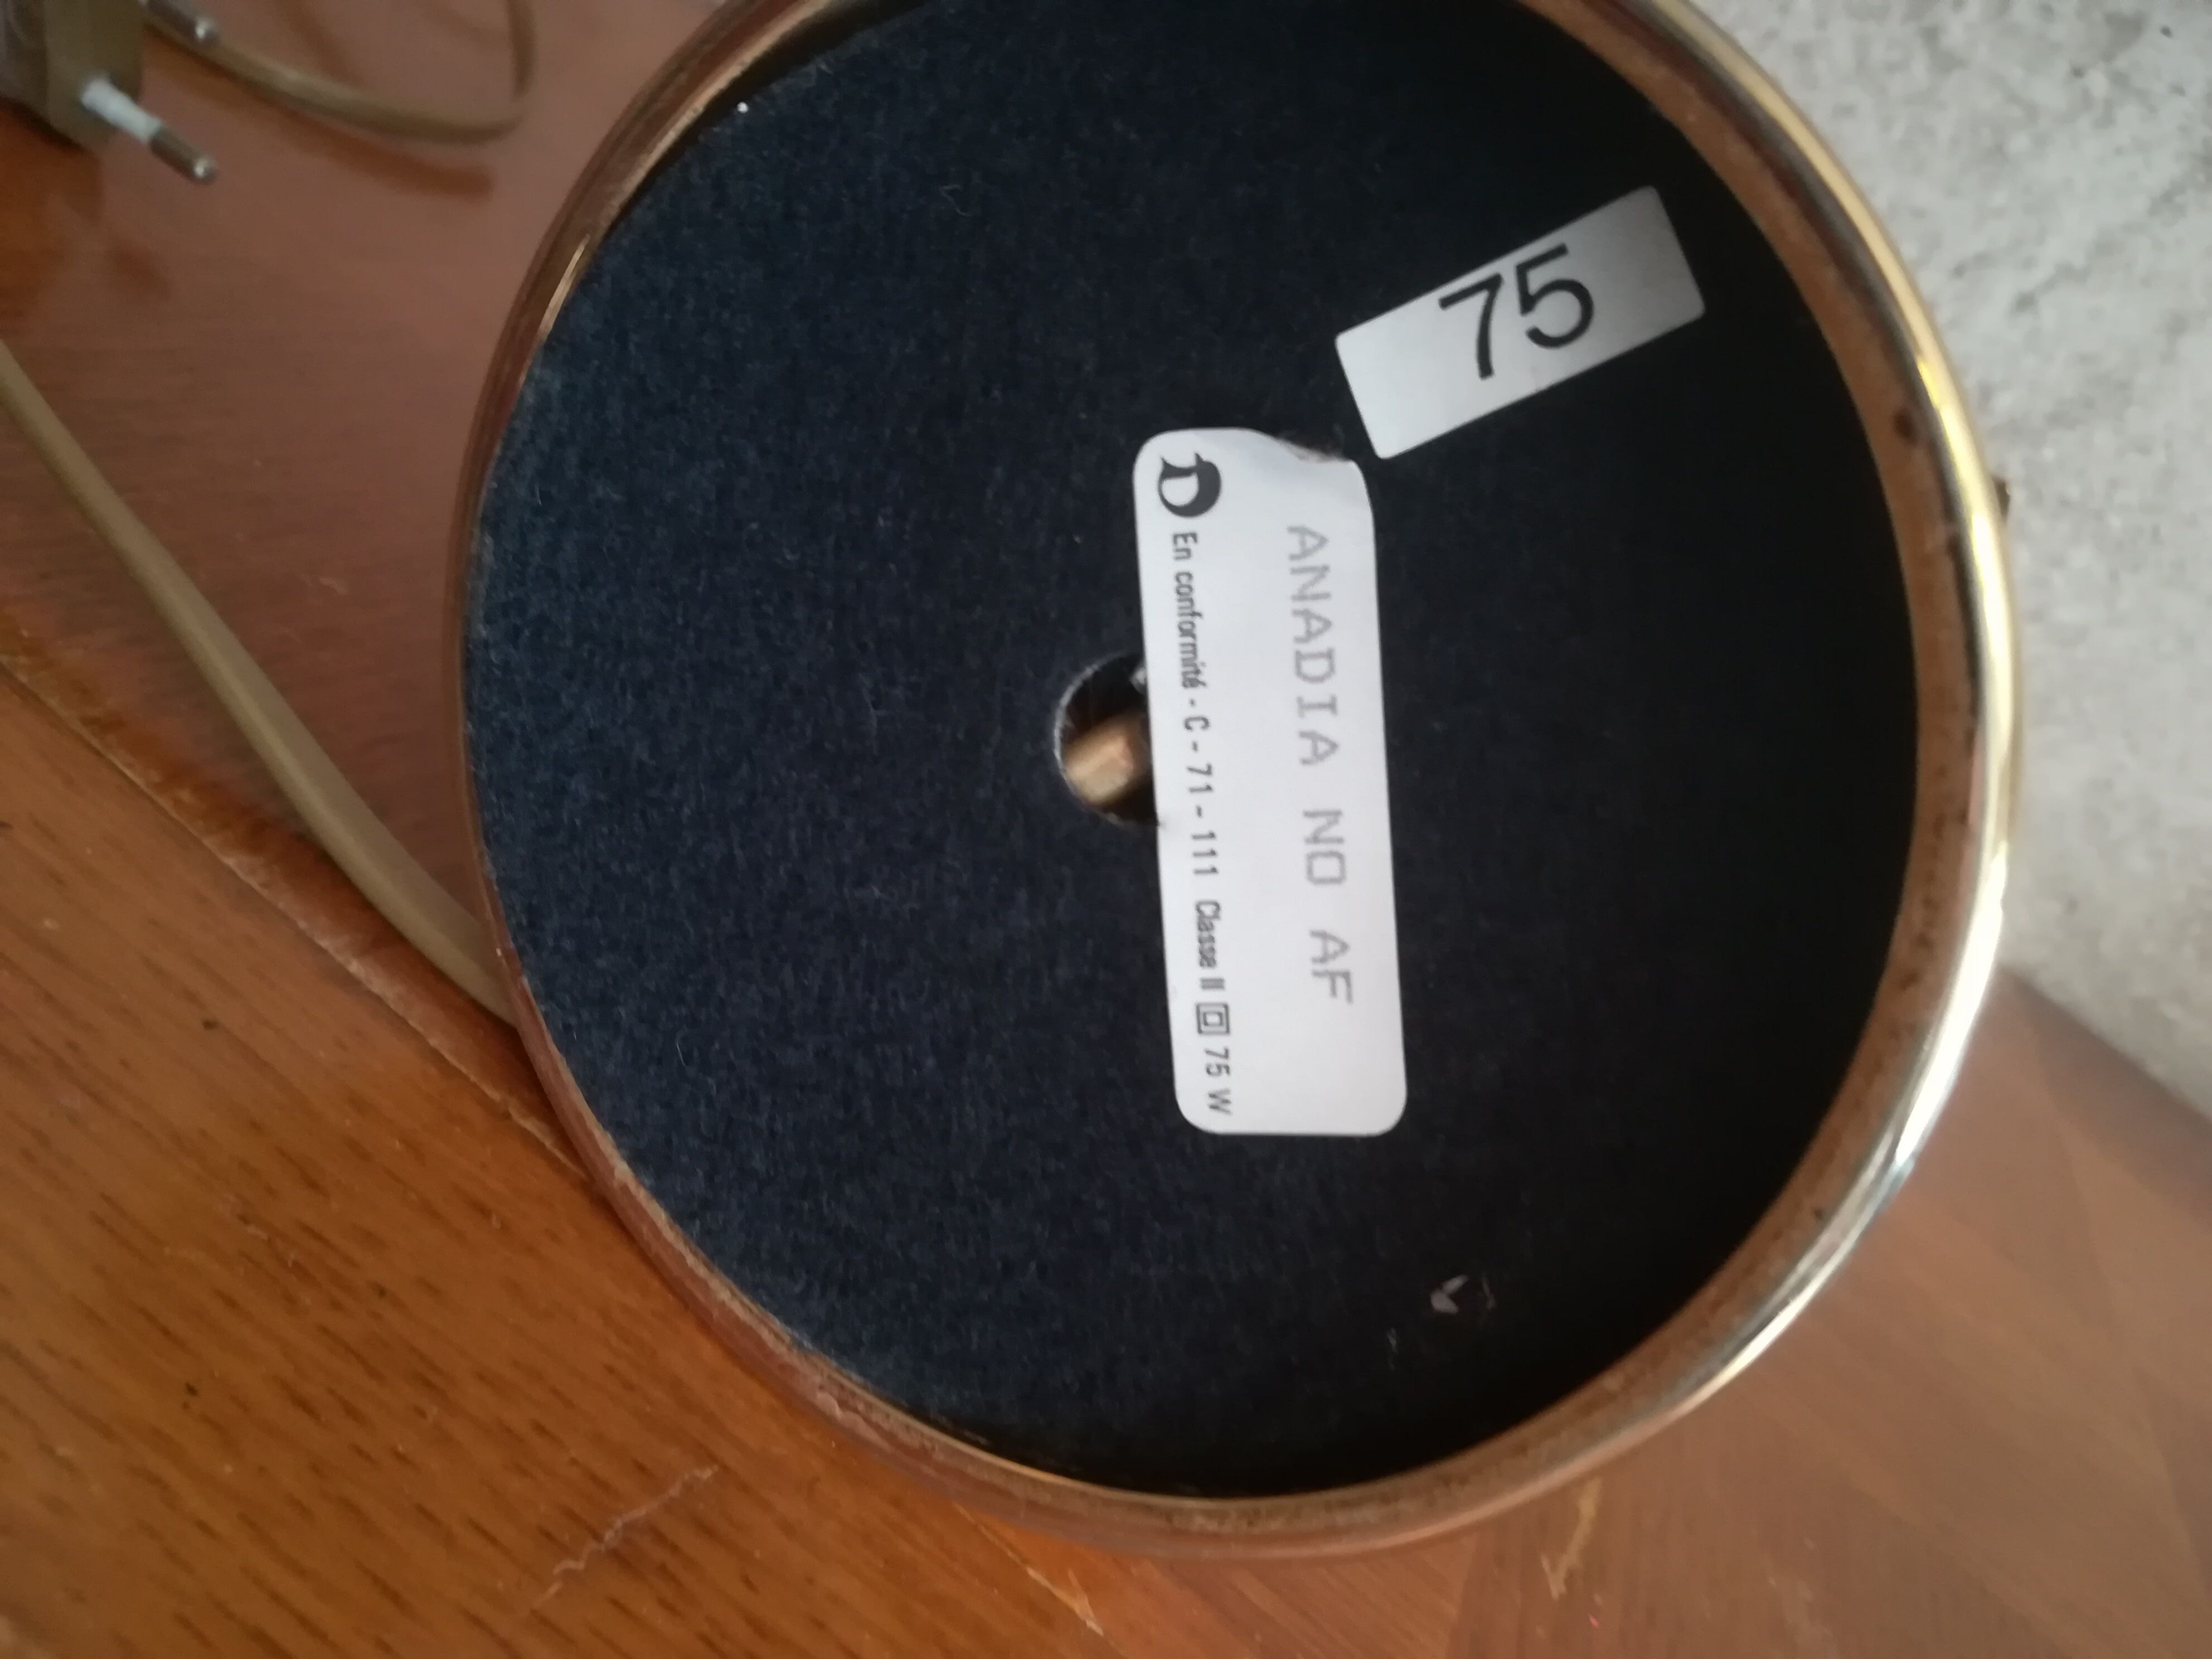 75
ANADIA NO AF
D En conformité - C - 71 - 111 Classe II 75 W